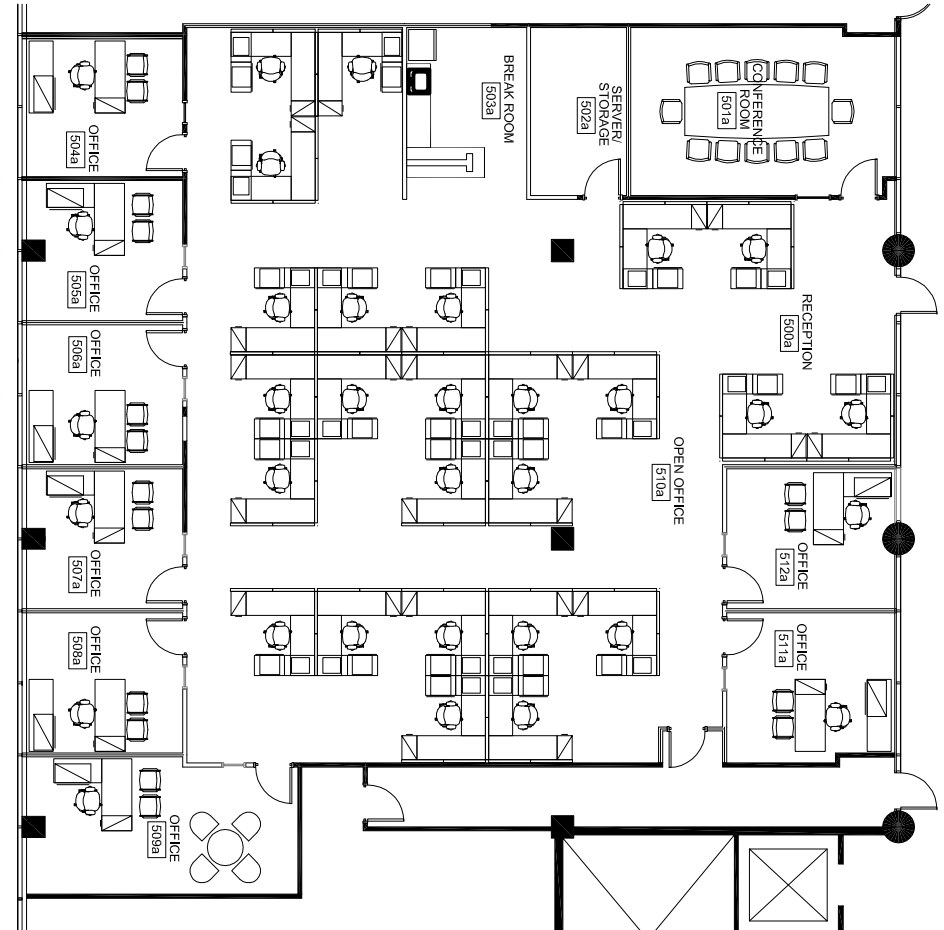 OFFICE
504a
BREAK ROOM
503a
SERVER/
STORAGE
502a
CONFERENCE
ROOM
501a
OFFICE
505a
RECEPTION
500a
OFFICE
506a
OPEN OFFICE
510a
OFFICE
507a
OFFICE
512a
OFFICE
508a
OFFICE
511a
OFFICE
509a